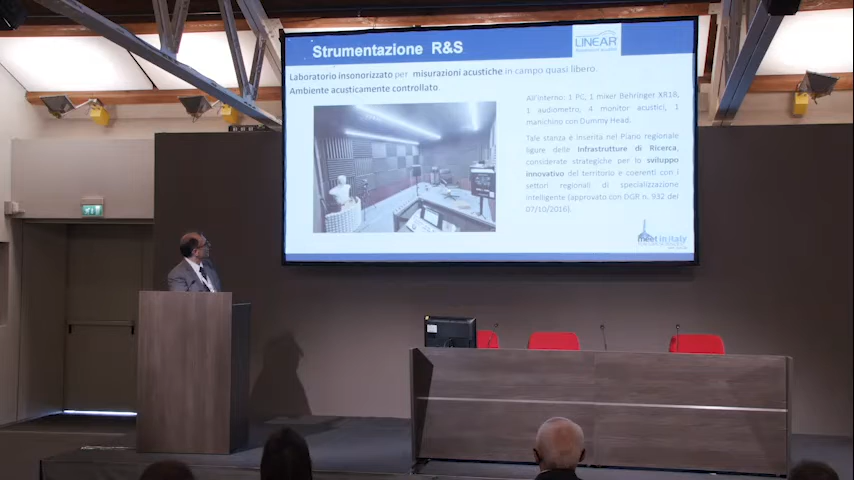 Strumentazione R&S
LINEAR
Laboratorio insonorizzato per misurazioni acustiche in campo quasi libero.
Ambiente acusticamente controllato.
All'interno: 1 PC, 1 mixer Behringer XR18,
1 audiometro, 4 monitor acustici, 1
manichino con Dummy Head.
Tale stanza è inserita nel Piano regionale
ligure delle Infrastrutture di Ricerca,
considerate strategiche per lo sviluppo
innovativo del territorio e coerenti con i
settori regionali di specializzazione
intelligente (approvato con DGR n. 932 del
07/10/2016).
meet in italy